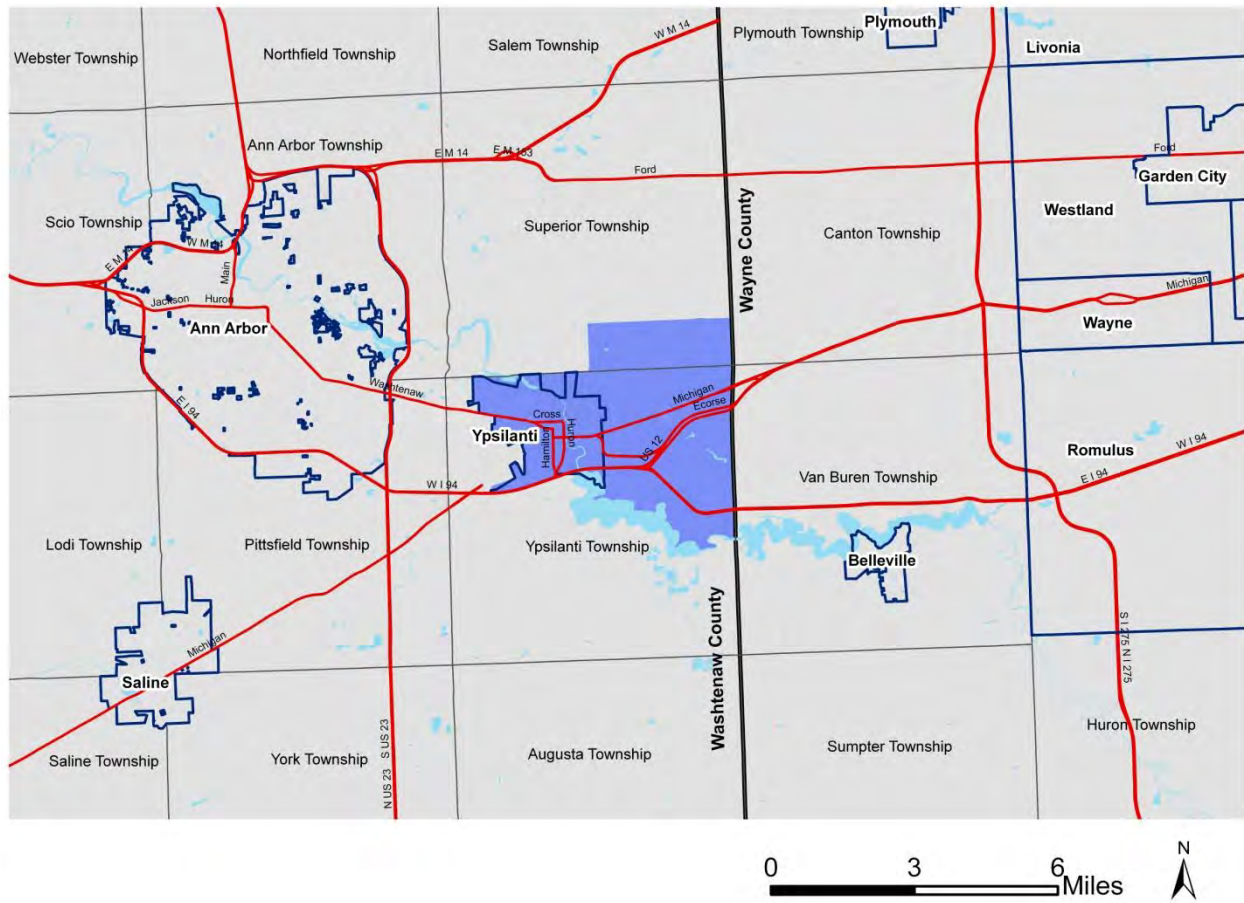 Plymouth
W M 14
Plymouth Township
Salem Township
Livonia
Northfield Township
Webster Township
Ann Arbor Township
E M 14
E M 153
Ford
Ford
Garden City
Scio Township
Superior Township
Westland
Canton Township
Wayne County
W M 14
E M 14
Main
Michigan
Jackson
Huron
Wayne
Ann Arbor
Washtenaw
Michigan
Ecorse
E I 94
Cross
Ypsilanti
Hamilton
Huron
US 12
Romulus
W I 94
E I 94
Van Buren Township
W I 94
Lodi Township
Pittsfield Township
Ypsilanti Township
Belleville
Washtenaw County
Michigan
S I 275 N I 275
Saline
Huron Township
Saline Township
York Township
N US 23 S US 23
Augusta Township
Sumpter Township
N
0 3 6
Miles